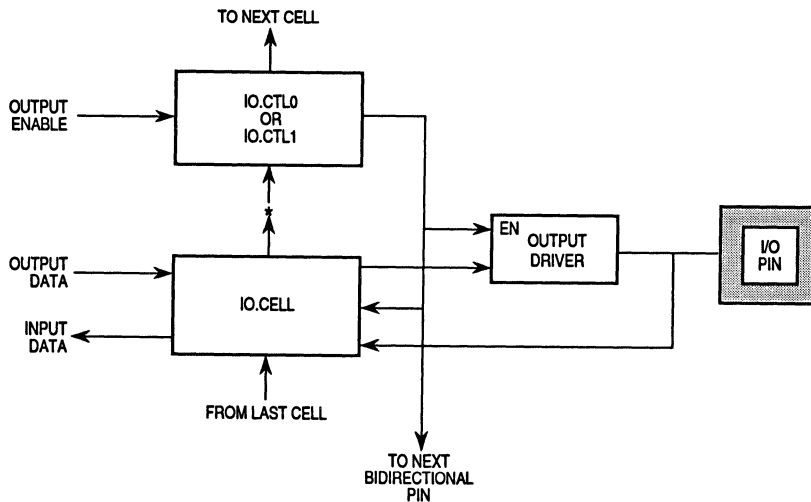 TO NEXT CELL
OUTPUT
ENABLE
IO.CTL0
OR
IO.CTL1
*
EN
OUTPUT
DRIVER
I/O
PIN
OUTPUT
DATA
INPUT
DATA
IO.CELL
FROM LAST CELL
TO NEXT
BIDIRECTIONAL
PIN